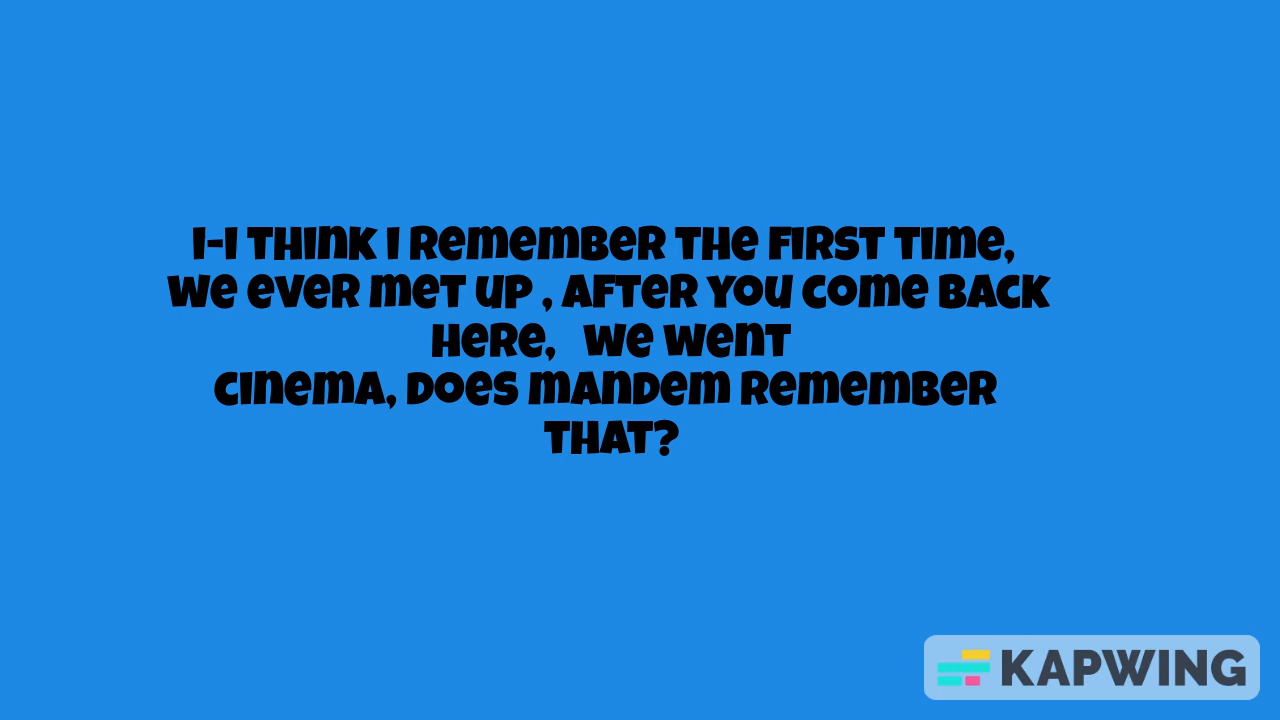 I-I think I remember the first time,
we ever met up , after you come back
here,   we went
cinema, does mandem remember
that?
KAPWING